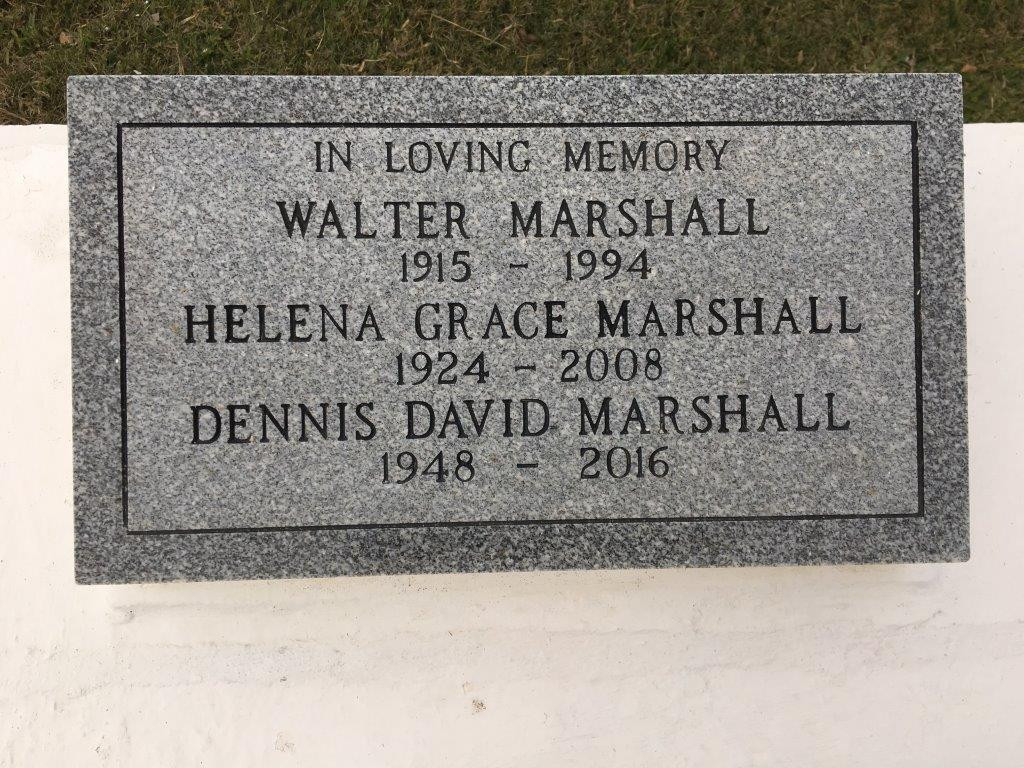 IN LOVING MEMORY
WALTER MARSHALL
1915 - 1994
HELENA GRACE MARSHALL
1924 - 2008
DENNIS DAVID MARSHALL
1948 - 2016